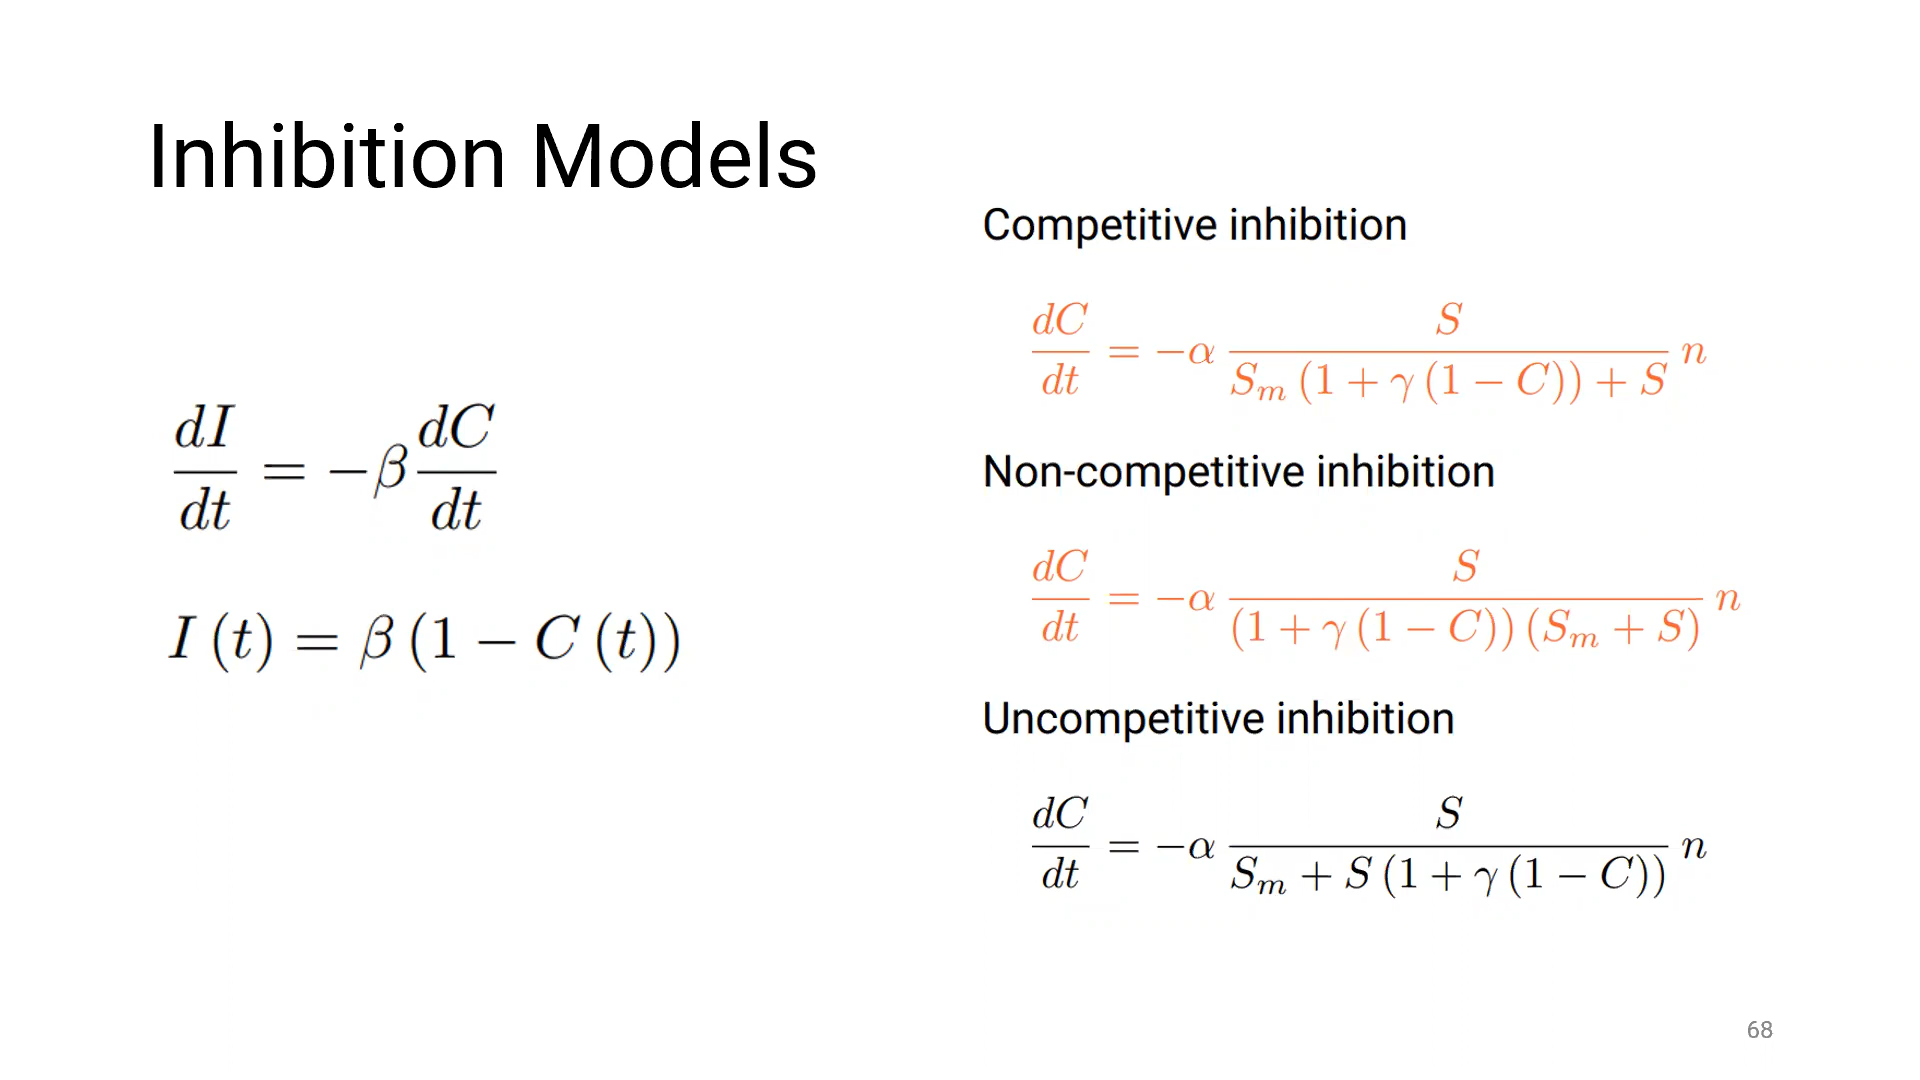 Inhibition Models
dI/dt = −β dC/dt
I (t) = β (1 − C (t))
Competitive inhibition
dC/dt = −α S / (S_m (1 + γ (1 − C)) + S) n
Non-competitive inhibition
dC/dt = −α S / ((1 + γ (1 − C)) (S_m + S)) n
Uncompetitive inhibition
dC/dt = −α S / (S_m + S (1 + γ (1 − C))) n
68